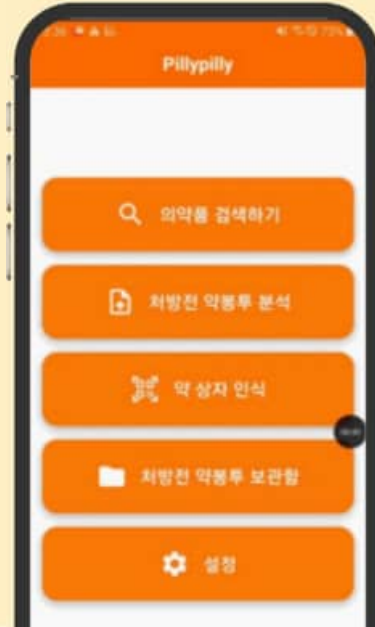 Pillypilly
의약품 검색하기
처방전 약봉투 분석
약 상자 인식
처방전 약봉투 보관함
설정